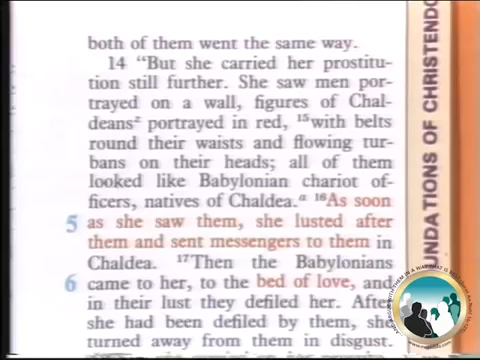 both of them went the same way.
14 "But she carried her prostitu-
tion still further. She saw men por-
trayed on a wall, figures of Chal-
deans z portrayed in red, 15 with belts
round their waists and flowing tur-
bans on their heads; all of them
looked like Babylonian chariot of-
ficers, natives of Chaldea. a 16 As soon
5 as she saw them, she lusted after
them and sent messengers to them in
Chaldea. 17 Then the Babylonians
6 came to her, to the bed of love, and
in their lust they defiled her. After
she had been defiled by them, she
turned away from them in disgust.
UNDATIONS OF CHRISTENDO